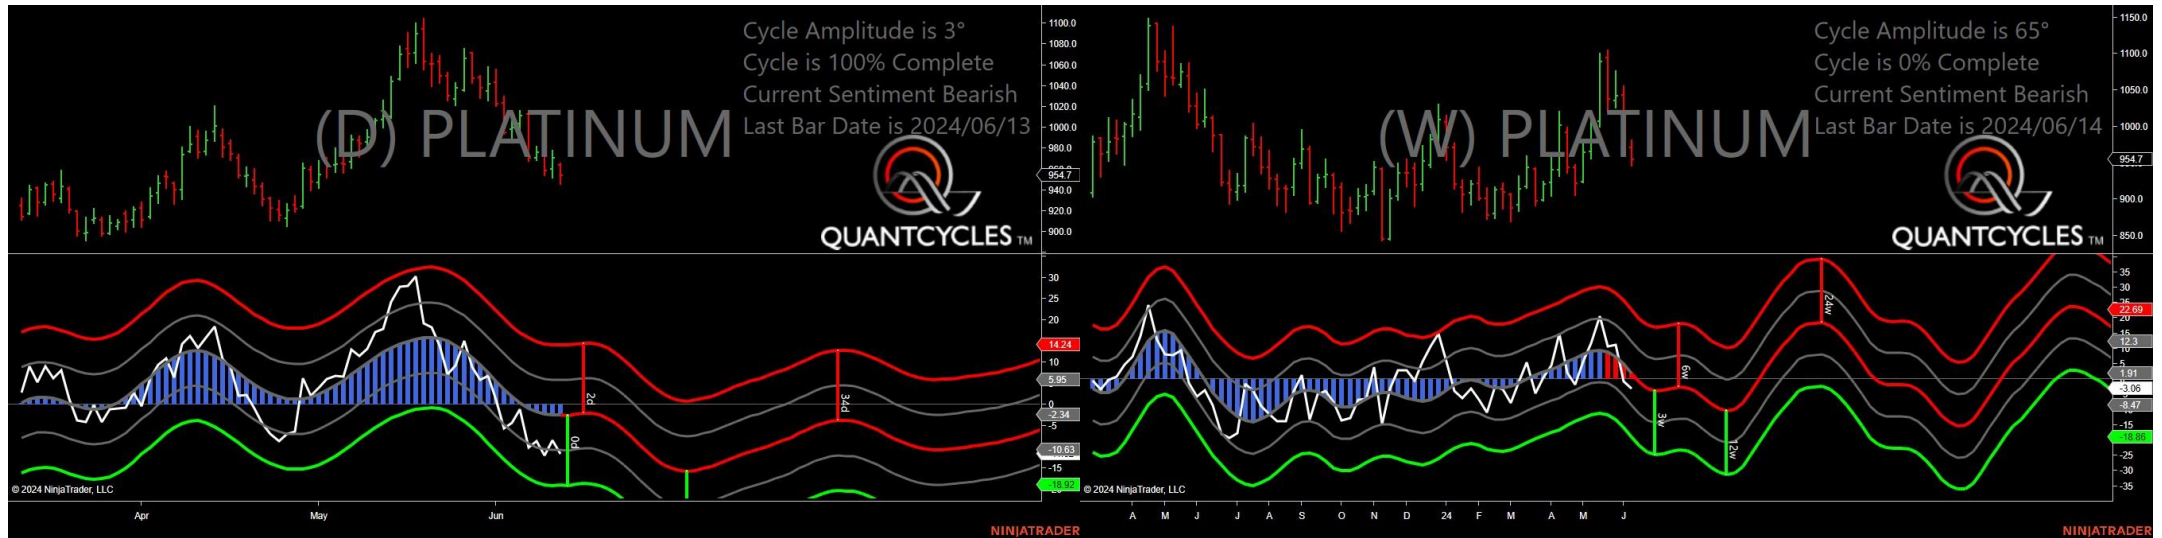 Cycle Amplitude is 3°
Cycle is 100% Complete
Current Sentiment Bearish
Last Bar Date is 2024/06/13
(D) PLATINUM
QUANTCYCLES TM
1100.0
1080.0
1060.0
1040.0
1020.0
1000.0
980.0
960.0
954.7
940.0
920.0
900.0
30
25
20
14.24
10
5.95
0
-2.34
-5
-10.63
-15
-18.92
2d
0d
34d
© 2024 NinjaTrader, LLC
Apr May Jun
NINJATRADER
Cycle Amplitude is 65°
Cycle is 0% Complete
Current Sentiment Bearish
Last Bar Date is 2024/06/14
(W) PLATINUM
QUANTCYCLES TM
1150.0
1100.0
1050.0
1000.0
954.7
900.0
850.0
35
30
22.69
20
15
12.3
10
5
1.91
-3.06
-8.47
-15
-18.86
-25
-30
-35
6w
3w
12w
24w
© 2024 NinjaTrader, LLC
A M J J A S O N D 24 F M A M J
NINJATRADER